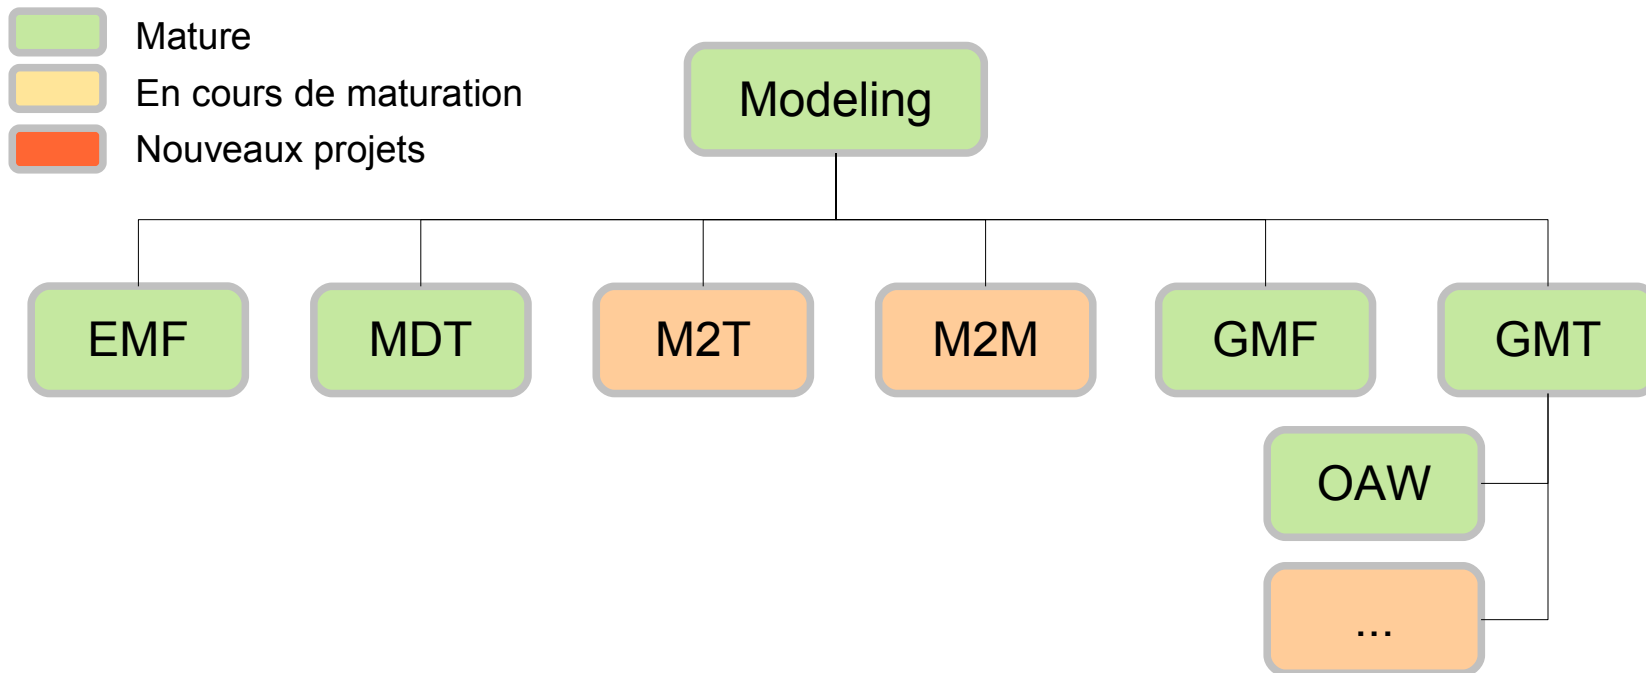 Mature
En cours de maturation
Nouveaux projets
Modeling
EMF
MDT
M2T
M2M
GMF
GMT
OAW
...